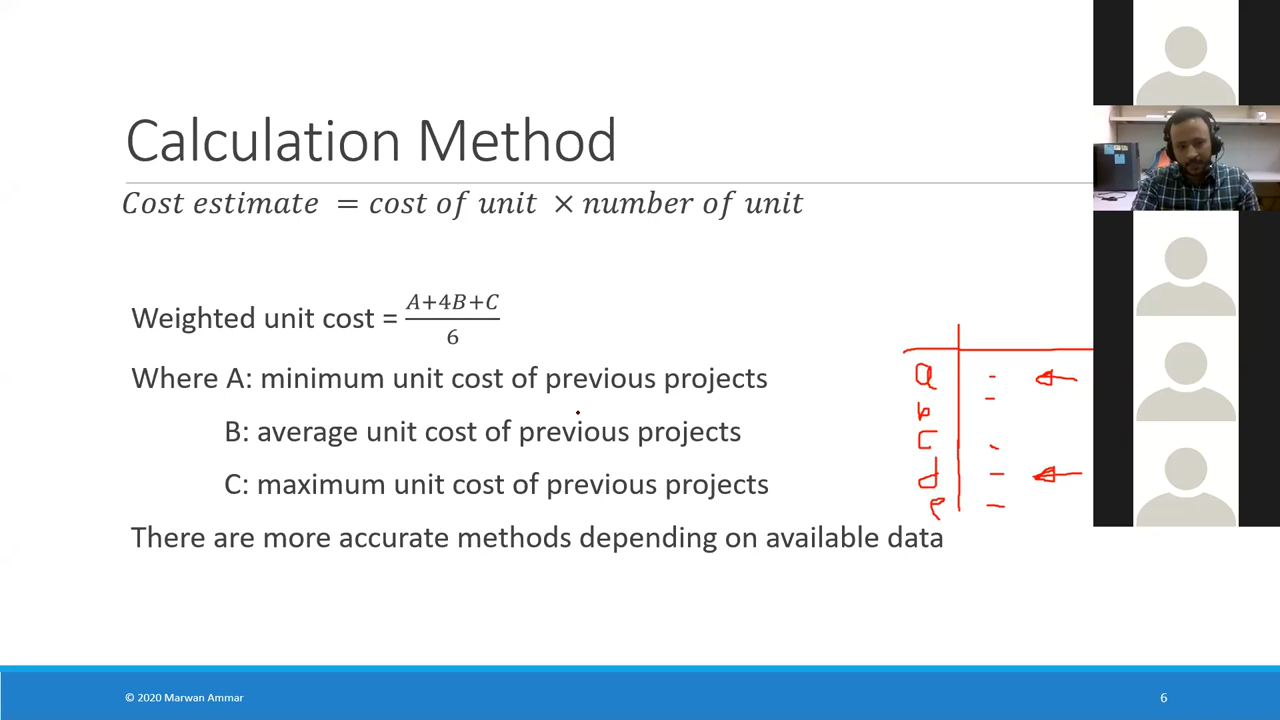 Calculation Method
Cost estimate = cost of unit × number of unit
Weighted unit cost = A+4B+C / 6
Where A: minimum unit cost of previous projects
B: average unit cost of previous projects
C: maximum unit cost of previous projects
There are more accurate methods depending on available data
a
b
c
d
e
© 2020 Marwan Ammar
6